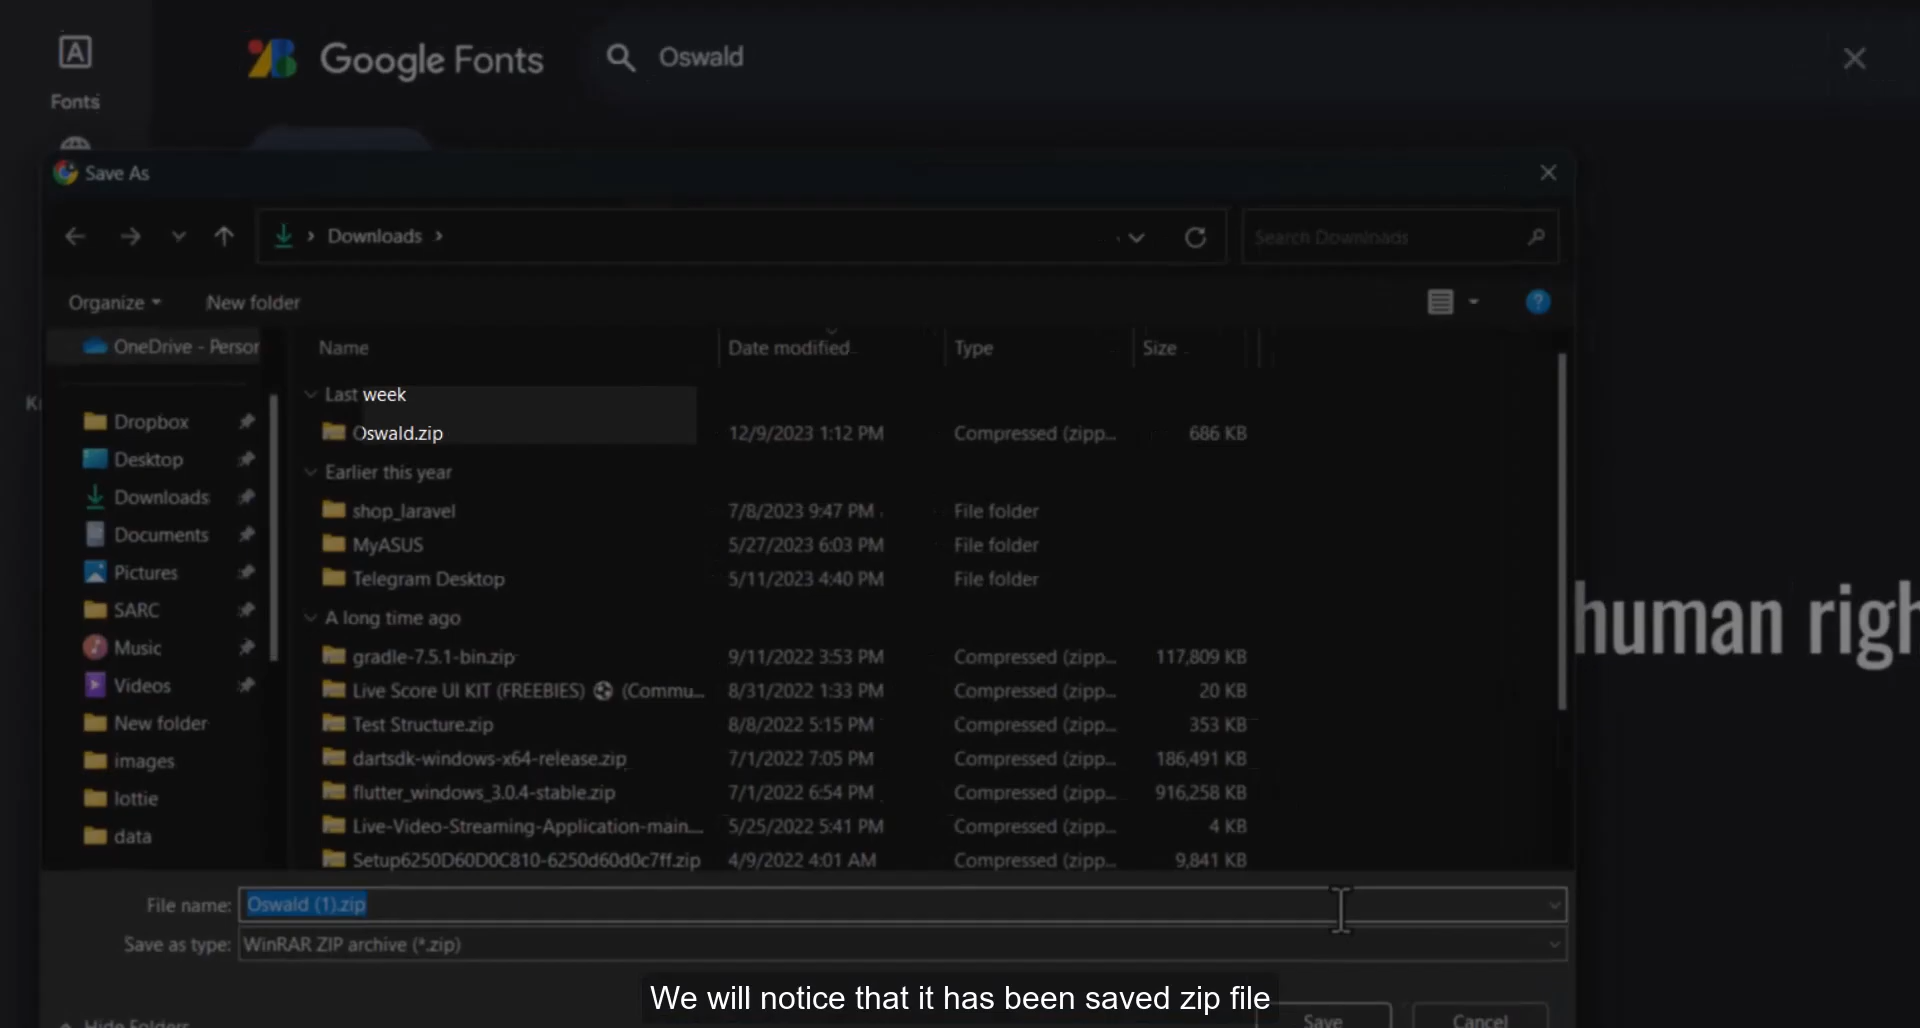 Google Fonts
Oswald
Fonts
Save As
Downloads
Search Downloads
Organize
New folder
OneDrive - Person
Name
Date modified
Type
Size
Last week
Oswald.zip 12/9/2023 1:12 PM Compressed (zipp... 686 KB
Earlier this year
shop_laravel 7/8/2023 9:47 PM File folder
MyASUS 5/27/2023 6:03 PM File folder
Telegram Desktop 5/11/2023 4:40 PM File folder
A long time ago
gradle-7.5.1-bin.zip 9/11/2022 3:53 PM Compressed (zipp... 117,809 KB
Live Score UI KIT (FREEBIES) ⚽ (Commu... 8/31/2022 1:33 PM Compressed (zipp... 20 KB
Test Structure.zip 8/8/2022 5:15 PM Compressed (zipp... 353 KB
dartsdk-windows-x64-release.zip 7/1/2022 7:05 PM Compressed (zipp... 186,491 KB
flutter_windows_3.0.4-stable.zip 7/1/2022 6:54 PM Compressed (zipp... 916,258 KB
Live-Video-Streaming-Application-main.... 5/25/2022 5:41 PM Compressed (zipp... 4 KB
Setup6250D60D0C810-6250d60d0c7ff.zip 4/9/2022 4:01 AM Compressed (zipp... 9,841 KB
Dropbox
Desktop
Downloads
Documents
Pictures
SARC
Music
Videos
New folder
images
lottie
data
human righ
File name: Oswald (1).zip
Save as type: WinRAR ZIP archive (*.zip)
We will notice that it has been saved zip file
Hide Folders
Save
Cancel